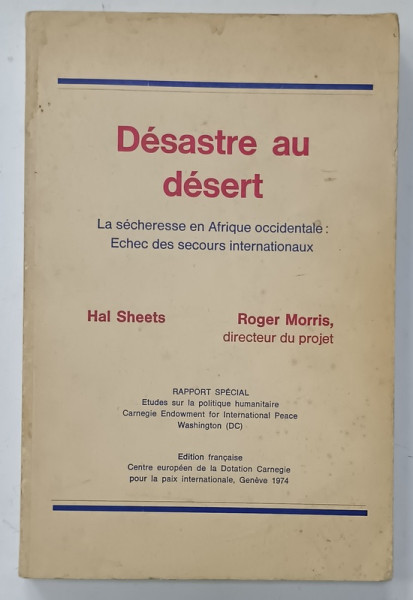 Désastre au
désert
La sécheresse en Afrique occidentale :
Echec des secours internationaux
Hal Sheets
Roger Morris,
directeur du projet
RAPPORT SPÉCIAL
Etudes sur la politique humanitaire
Carnegie Endowment for International Peace
Washington (DC)
Edition française
Centre européen de la Dotation Carnegie
pour la paix internationale, Genève 1974